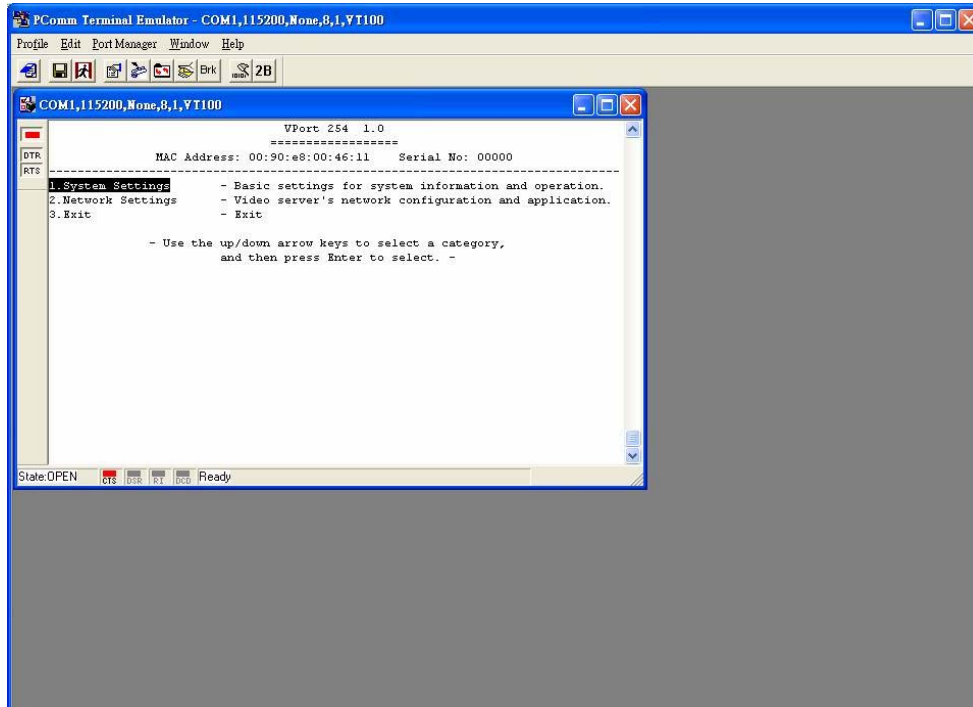 PComm Terminal Emulator - COM1,115200,None,8,1,VT100
Profile Edit Port Manager Window Help
Brk 2B
COM1,115200,None,8,1,VT100
VPort 254 1.0
==================
DTR
MAC Address: 00:90:e8:00:46:11 Serial No: 00000
RTS
--------------------------------------------------------------------------------
1.System Settings - Basic settings for system information and operation.
2.Network Settings - Video server's network configuration and application.
3.Exit - Exit
- Use the up/down arrow keys to select a category,
and then press Enter to select. -
State:OPEN CTS DSR RI DCD Ready